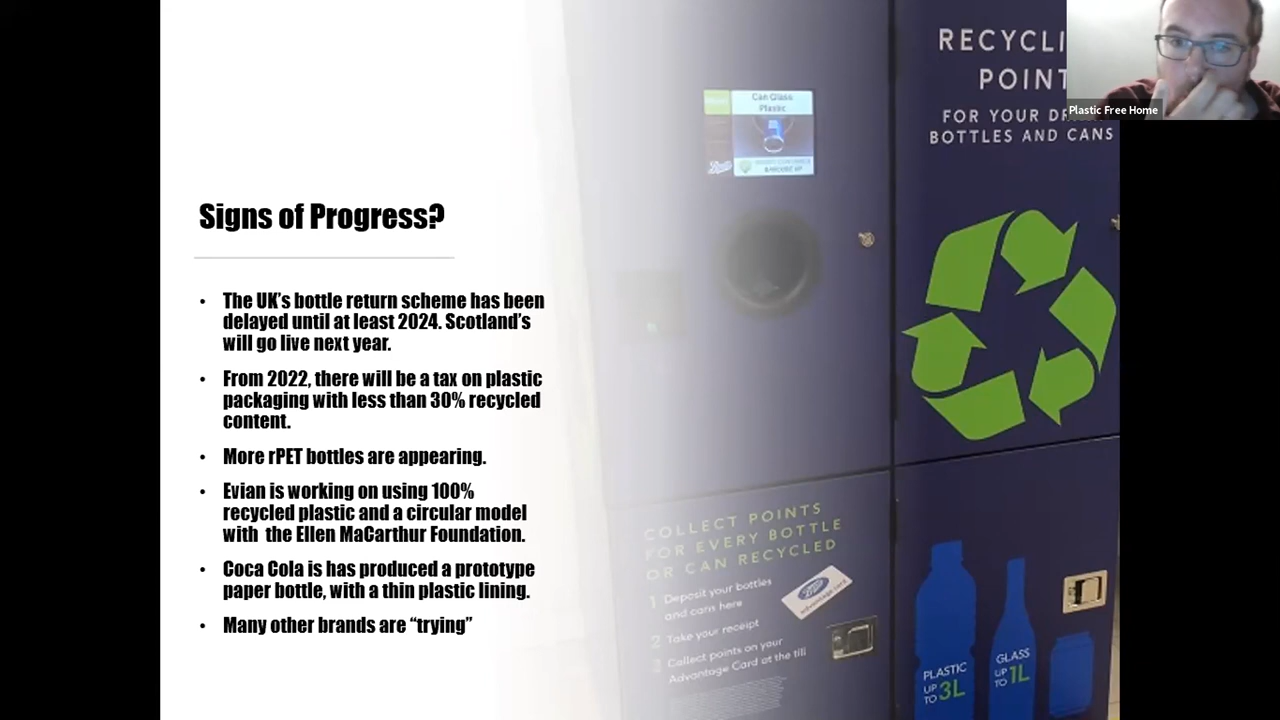 Signs of Progress?
• The UK's bottle return scheme has been
delayed until at least 2024. Scotland's
will go live next year.
• From 2022, there will be a tax on plastic
packaging with less than 30% recycled
content.
• More rPET bottles are appearing.
• Evian is working on using 100%
recycled plastic and a circular model
with the Ellen MacArthur Foundation.
• Coca Cola is has produced a prototype
paper bottle, with a thin plastic lining.
• Many other brands are “trying”
Can Glass
Plastic
Boots
COLLECT POINTS
FOR EVERY BOTTLE
OR CAN RECYCLED
1 Deposit your bottles
and cans here
2 Take your receipt
3 Collect points on your
Advantage Card at the till
Boots
advantage card
RECYCLI
POINT
FOR YOUR DR
BOTTLES AND CANS
PLASTIC
UP TO 3L
GLASS
UP TO 1L
Plastic Free Home